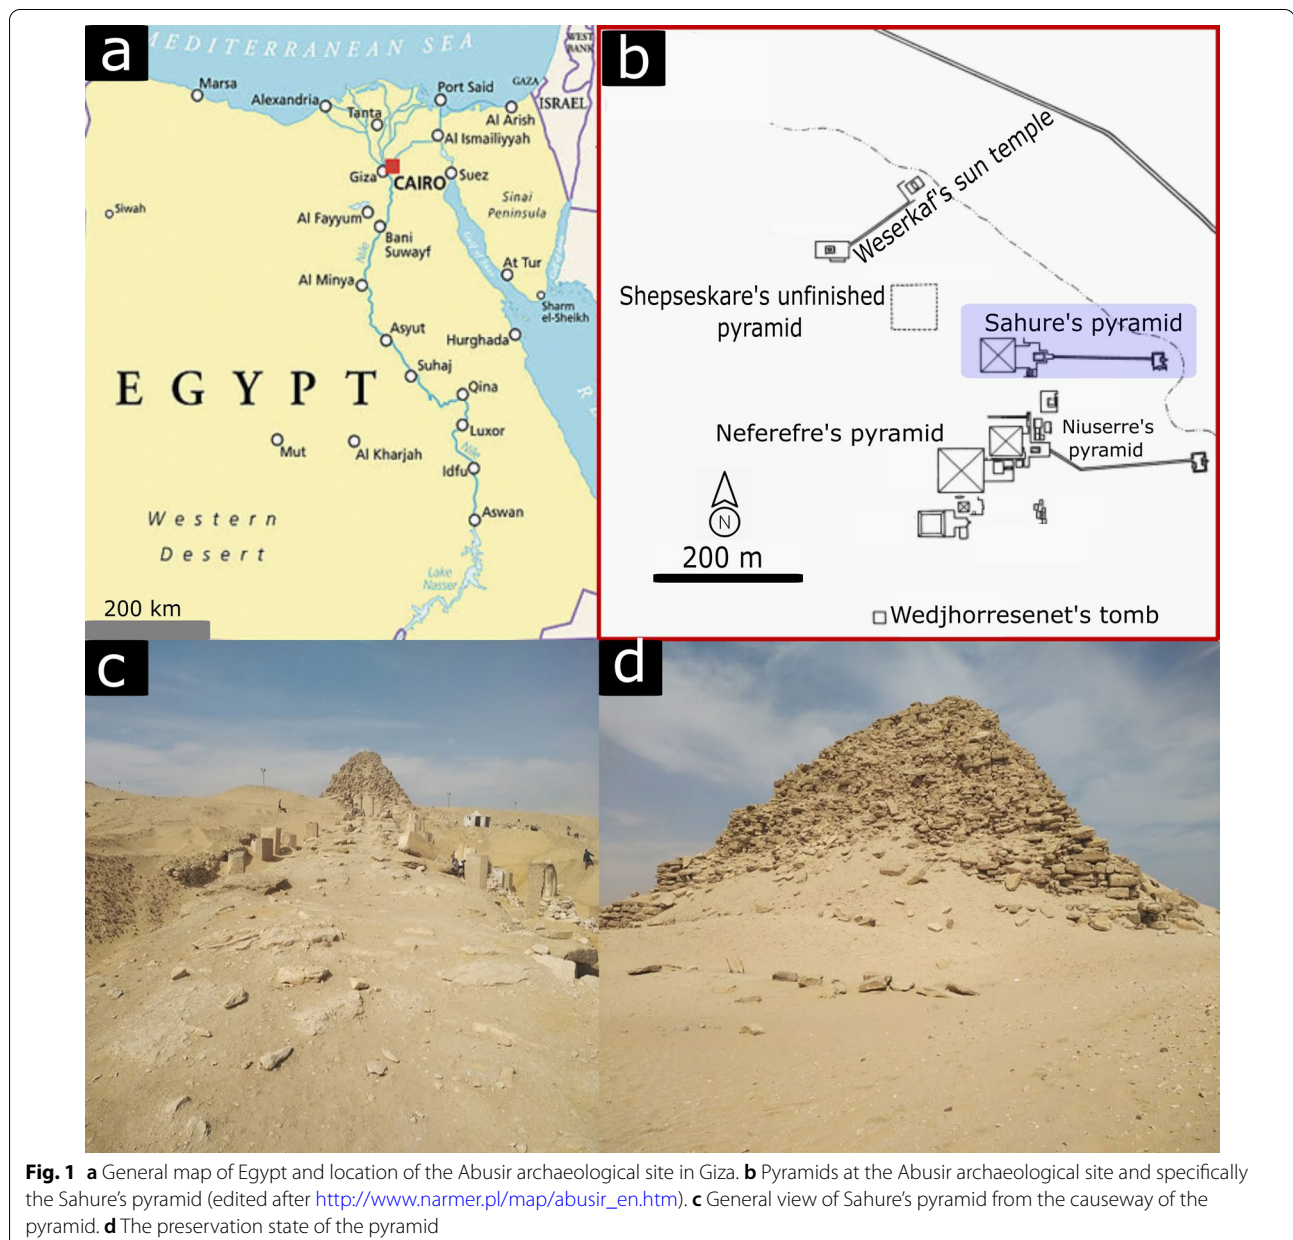 a
MEDITERRANEAN SEA
WEST
BANK
Marsa
Alexandria
Port Said
GAZA
ISRAEL
Tanta
Al Arish
Al Ismailiyyah
Giza
CAIRO
Suez
Siwah
Sinai
Peninsula
Al Fayyum
Bani
Suwayf
Nile
At Tur
Al Minya
Sharm
el-Sheikh
Asyut
Hurghada
Suhaj
EGYPT
Qina
Luxor
Mut
Al Kharjah
Nile
Idfu
Western
Desert
Aswan
Lake
Nasser
200 km
b
Weserkaf's sun temple
Shepseskare's unfinished
pyramid
Sahure's pyramid
Neferefre's pyramid
Niuserre's
pyramid
N
200 m
Wedjhorresenet's tomb
c
d
Fig. 1 a General map of Egypt and location of the Abusir archaeological site in Giza. b Pyramids at the Abusir archaeological site and specifically
the Sahure's pyramid (edited after http://www.narmer.pl/map/abusir_en.htm). c General view of Sahure's pyramid from the causeway of the
pyramid. d The preservation state of the pyramid